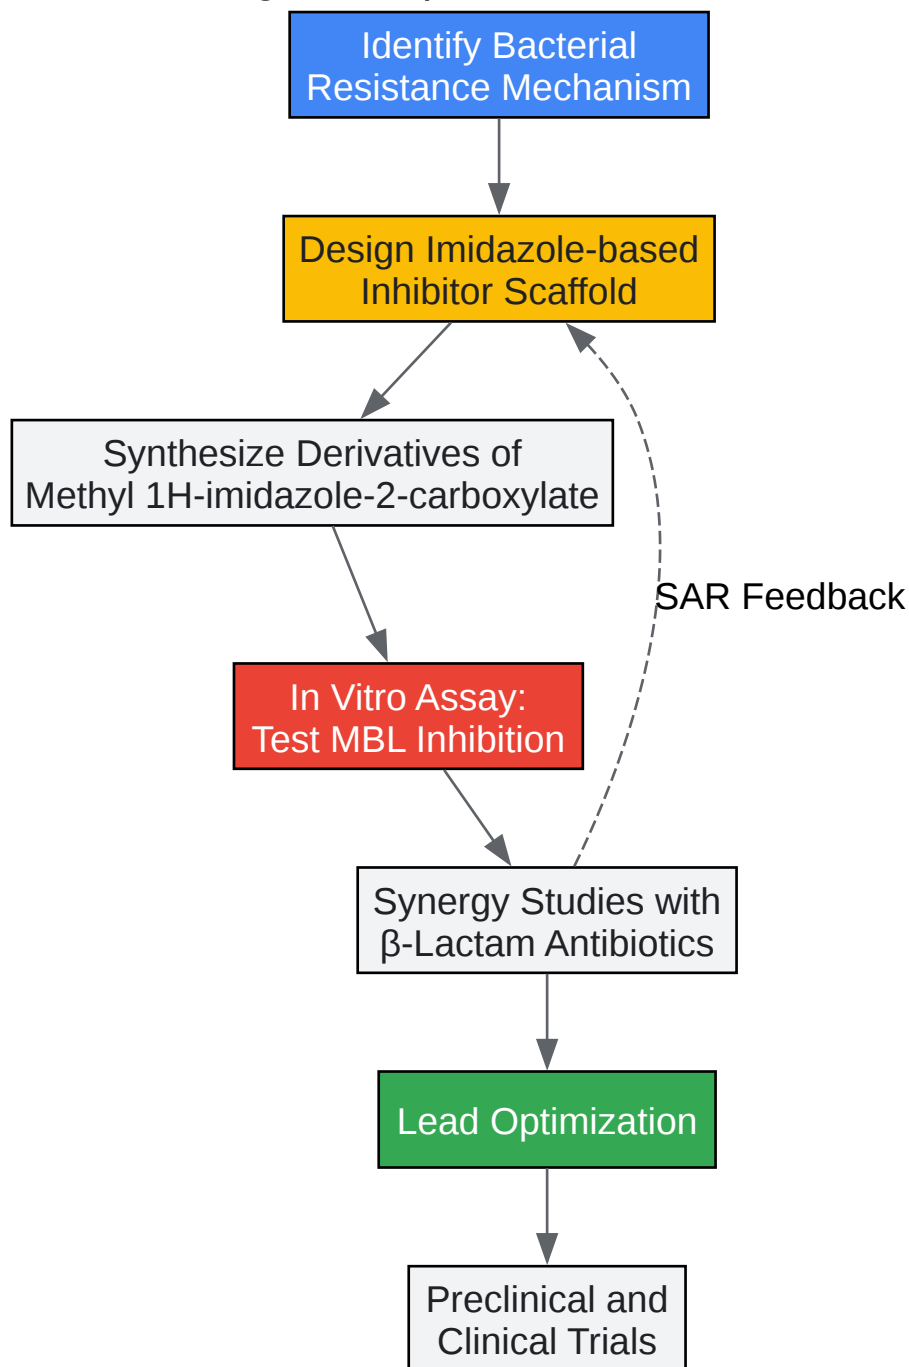 Identify Bacterial
Resistance Mechanism
Design Imidazole-based
Inhibitor Scaffold
Synthesize Derivatives of
Methyl 1H-imidazole-2-carboxylate
SAR Feedback
In Vitro Assay:
Test MBL Inhibition
Synergy Studies with
β-Lactam Antibiotics
Lead Optimization
Preclinical and
Clinical Trials